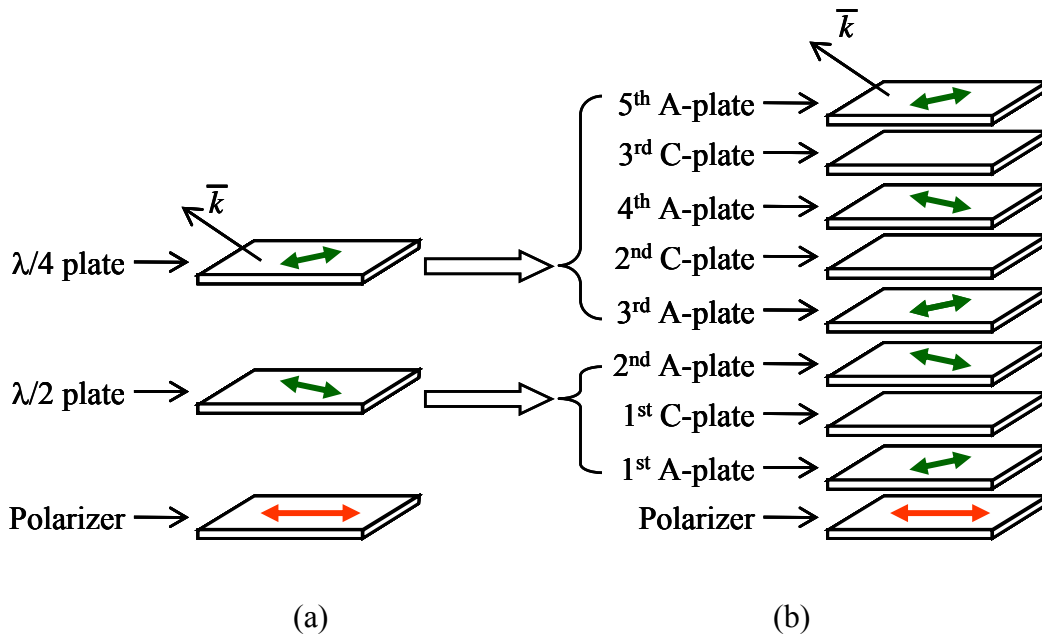 k̅
λ/4 plate
λ/2 plate
Polarizer
(a)
k̅
5th A-plate
3rd C-plate
4th A-plate
2nd C-plate
3rd A-plate
2nd A-plate
1st C-plate
1st A-plate
Polarizer
(b)